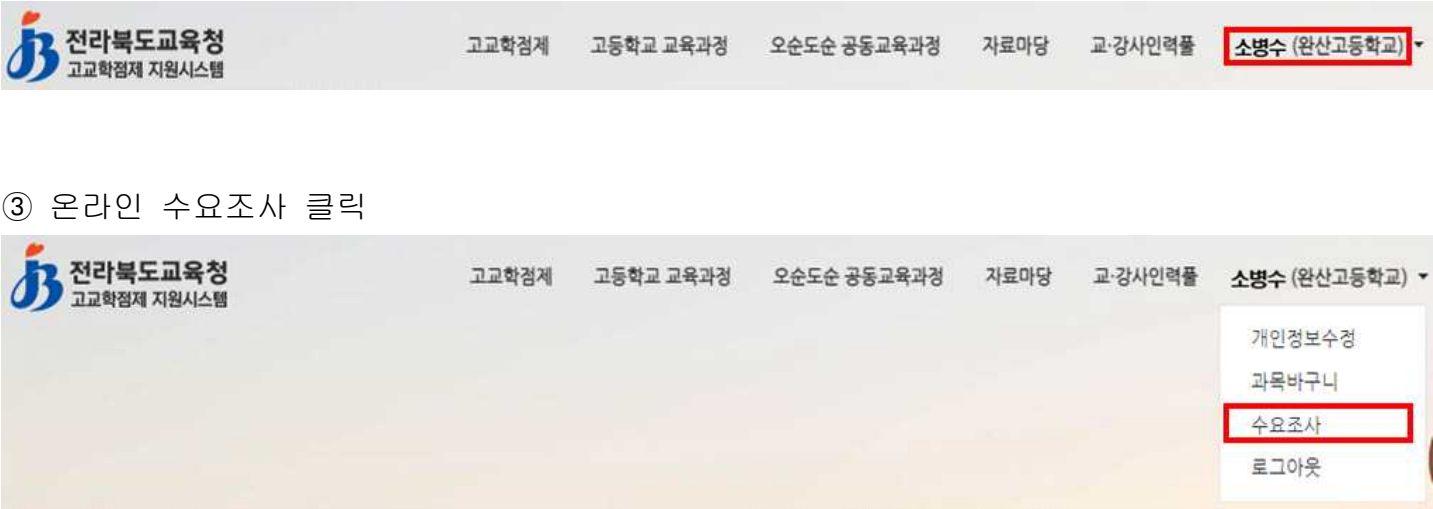 전라북도교육청
고교학점제 지원시스템
고교학점제 고등학교 교육과정 오순도순 공동교육과정 자료마당 교·강사인력풀 소병수 (완산고등학교)
③ 온라인 수요조사 클릭
전라북도교육청
고교학점제 지원시스템
고교학점제 고등학교 교육과정 오순도순 공동교육과정 자료마당 교·강사인력풀 소병수 (완산고등학교)
개인정보수정
과목바구니
수요조사
로그아웃